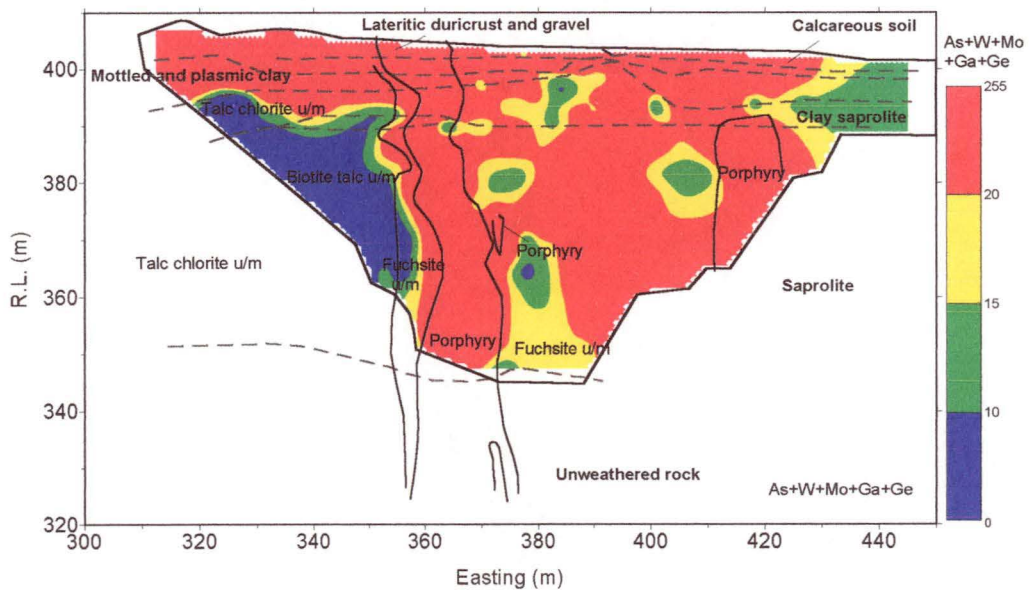 Lateritic duricrust and gravel
Calcareous soil
As+W+Mo
+Ga+Ge
400
Mottled and plasmic clay
255
Talc chlorite u/m
Clay saprolite
380
Biotite talc u/m
Porphyry
20
R.L. (m)
Talc chlorite u/m
Fuchsite
u/m
Porphyry
Saprolite
360
15
Porphyry
Fuchsite u/m
340
10
Unweathered rock
As+W+Mo+Ga+Ge
320
0
300
320
340
360
380
400
420
440
Easting (m)